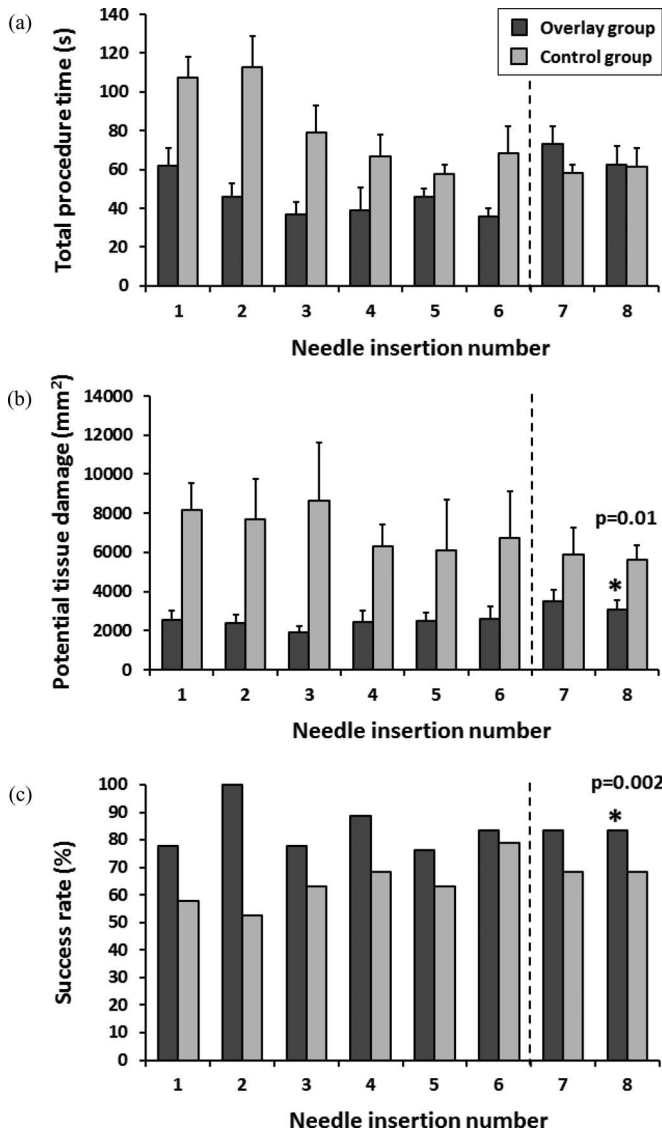 (a)
Total procedure time (s)
140
120
100
80
60
40
20
0
Overlay group
Control group
1 2 3 4 5 6 7 8
Needle insertion number
(b)
Potential tissue damage (mm²)
14000
12000
10000
8000
6000
4000
2000
0
p=0.01
*
1 2 3 4 5 6 7 8
Needle insertion number
(c)
Success rate (%)
100
90
80
70
60
50
40
30
20
10
0
p=0.002
*
1 2 3 4 5 6 7 8
Needle insertion number